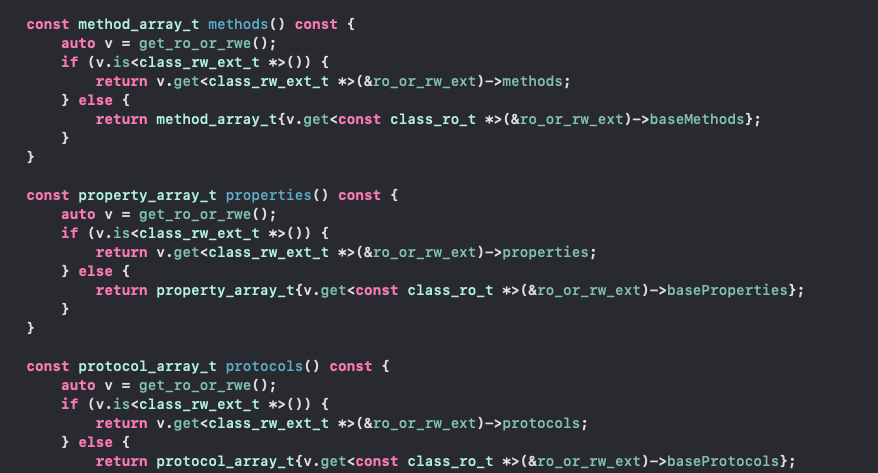 const method_array_t methods() const {
    auto v = get_ro_or_rwe();
    if (v.is<class_rw_ext_t *>()) {
        return v.get<class_rw_ext_t *>(&ro_or_rw_ext)->methods;
    } else {
        return method_array_t{v.get<const class_ro_t *>(&ro_or_rw_ext)->baseMethods};
    }
}

const property_array_t properties() const {
    auto v = get_ro_or_rwe();
    if (v.is<class_rw_ext_t *>()) {
        return v.get<class_rw_ext_t *>(&ro_or_rw_ext)->properties;
    } else {
        return property_array_t{v.get<const class_ro_t *>(&ro_or_rw_ext)->baseProperties};
    }
}

const protocol_array_t protocols() const {
    auto v = get_ro_or_rwe();
    if (v.is<class_rw_ext_t *>()) {
        return v.get<class_rw_ext_t *>(&ro_or_rw_ext)->protocols;
    } else {
        return protocol_array_t{v.get<const class_ro_t *>(&ro_or_rw_ext)->baseProtocols};